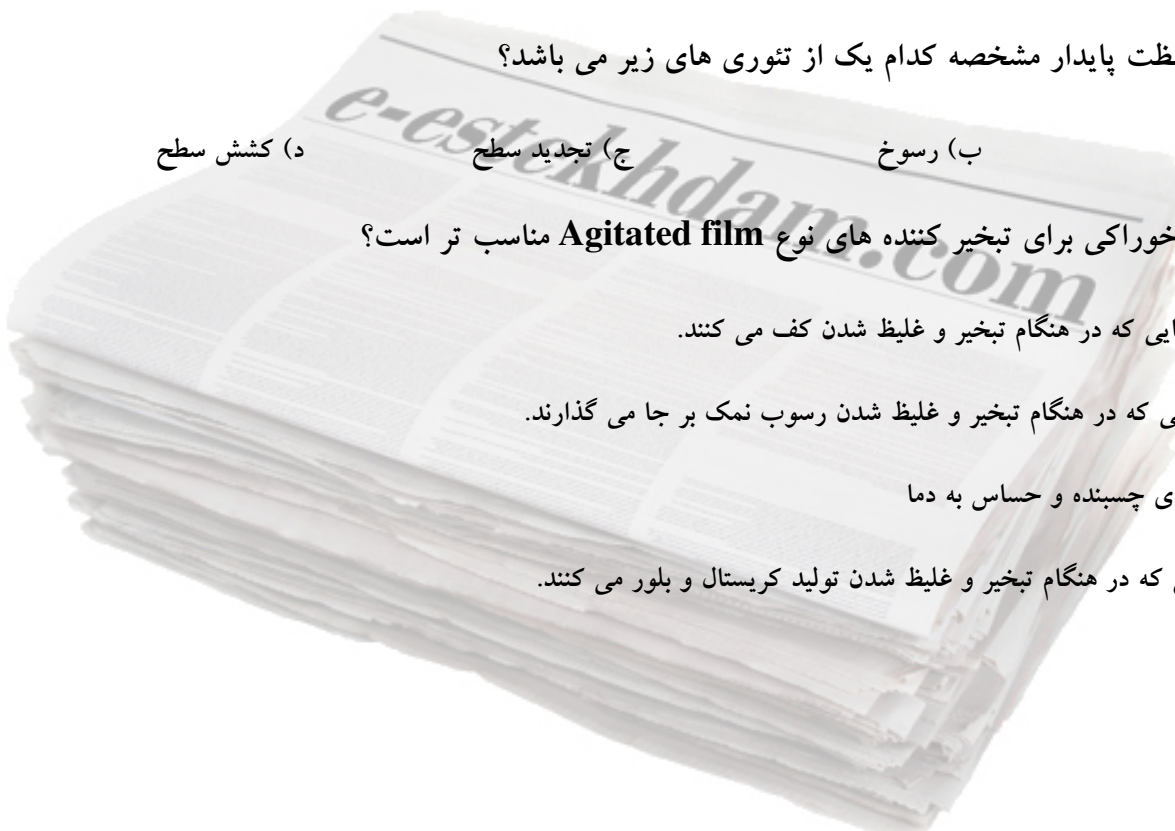 پایدار مشخصه کدام یک از تئوری های زیر می باشد؟
ب) رسوخ ج) تجدید سطح د) کشش سطح
e-estekhdam.com
خوراکی برای تبخیر کننده های نوع Agitated film مناسب تر است؟
که در هنگام تبخیر و غلیظ شدن کف می کنند.
که در هنگام تبخیر و غلیظ شدن رسوب نمک بر جا می گذارند.
چسبنده و حساس به دما
که در هنگام تبخیر و غلیظ شدن تولید کریستال و بلور می کنند.